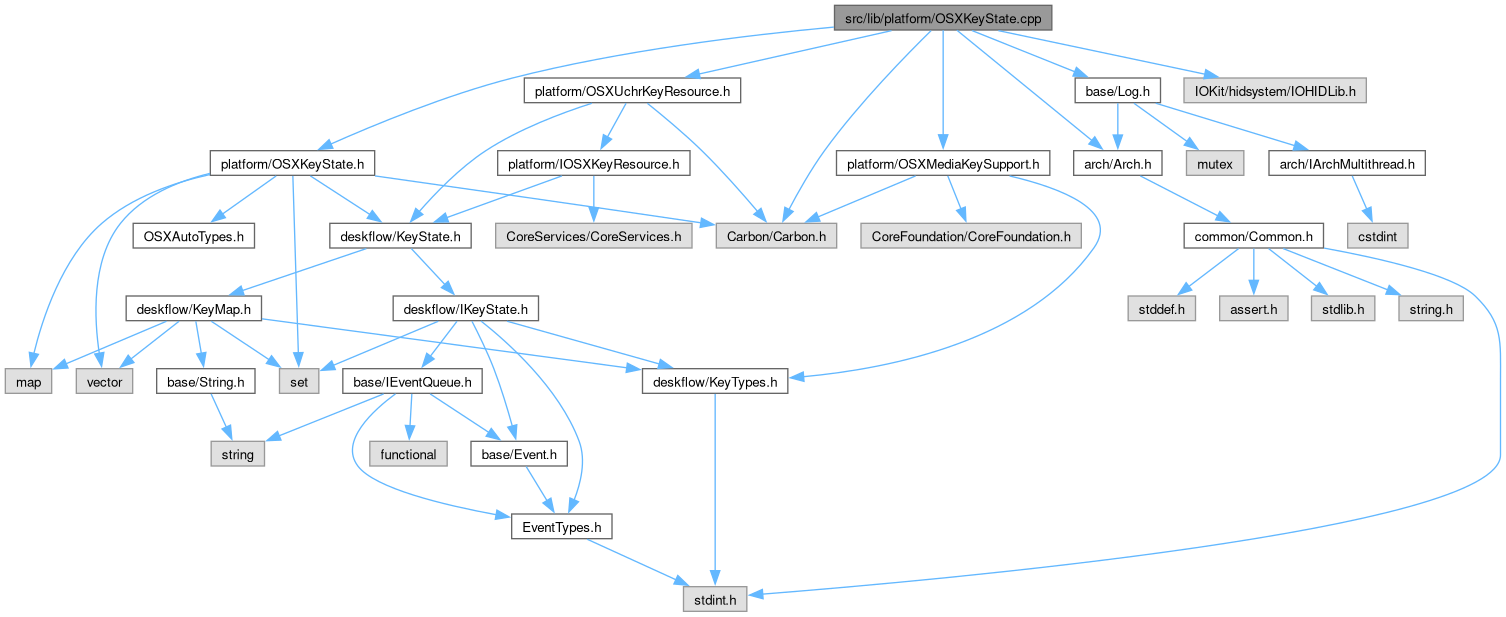 src/lib/platform/OSXKeyState.cpp
platform/OSXUchrKeyResource.h
base/Log.h
IOKit/hidsystem/IOHIDLib.h
platform/OSXKeyState.h
platform/IOSXKeyResource.h
platform/OSXMediaKeySupport.h
arch/Arch.h
mutex
arch/IArchMultithread.h
OSXAutoTypes.h
deskflow/KeyState.h
CoreServices/CoreServices.h
Carbon/Carbon.h
CoreFoundation/CoreFoundation.h
common/Common.h
cstdint
deskflow/KeyMap.h
deskflow/IKeyState.h
stddef.h
assert.h
stdlib.h
string.h
map
vector
base/String.h
set
base/IEventQueue.h
deskflow/KeyTypes.h
string
functional
base/Event.h
EventTypes.h
stdint.h